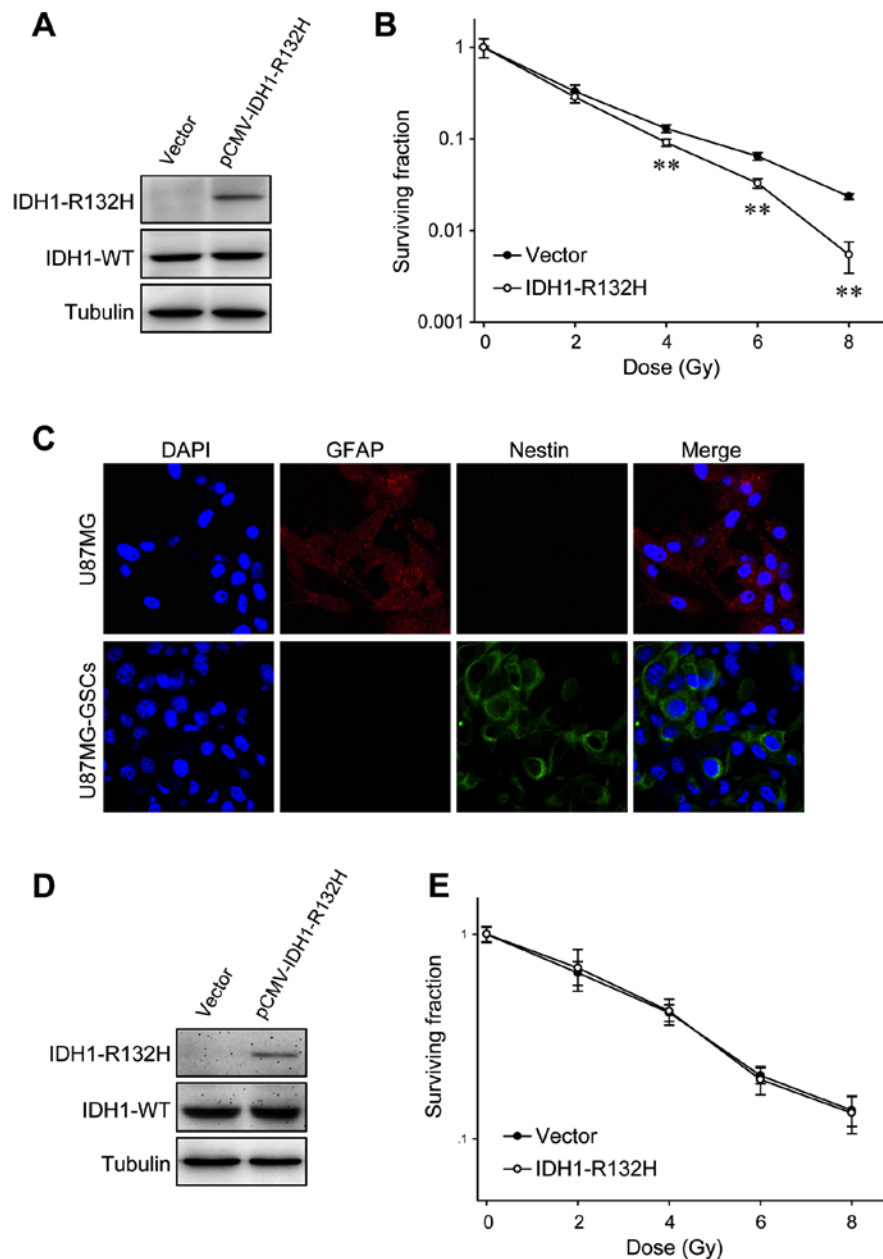 A
Vector
pCMV-IDH1-R132H
IDH1-R132H
IDH1-WT
Tubulin
B
Surviving fraction
1
0.1
0.01
0.001
**
**
**
Vector
IDH1-R132H
0 2 4 6 8
Dose (Gy)
C
DAPI GFAP Nestin Merge
U87MG
U87MG-GSCs
D
Vector
pCMV-IDH1-R132H
IDH1-R132H
IDH1-WT
Tubulin
E
Surviving fraction
1
.1
Vector
IDH1-R132H
0 2 4 6 8
Dose (Gy)